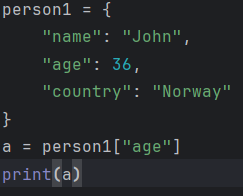 person1 = {
    "name": "John",
    "age": 36,
    "country": "Norway"
}
a = person1["age"]
print(a)